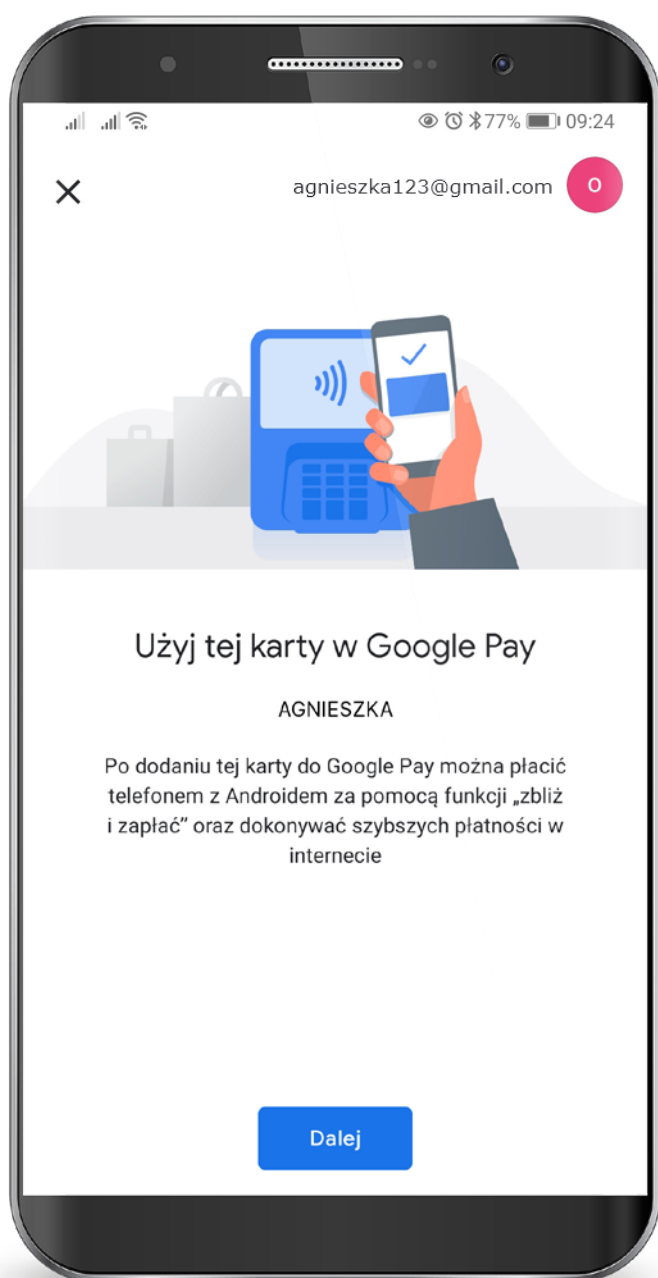 77% 09:24
agnieszka123@gmail.com O
Użyj tej karty w Google Pay
AGNIESZKA
Po dodaniu tej karty do Google Pay można płacić
telefonem z Androidem za pomocą funkcji „zbliż
i zapłać” oraz dokonywać szybszych płatności w
internecie
Dalej